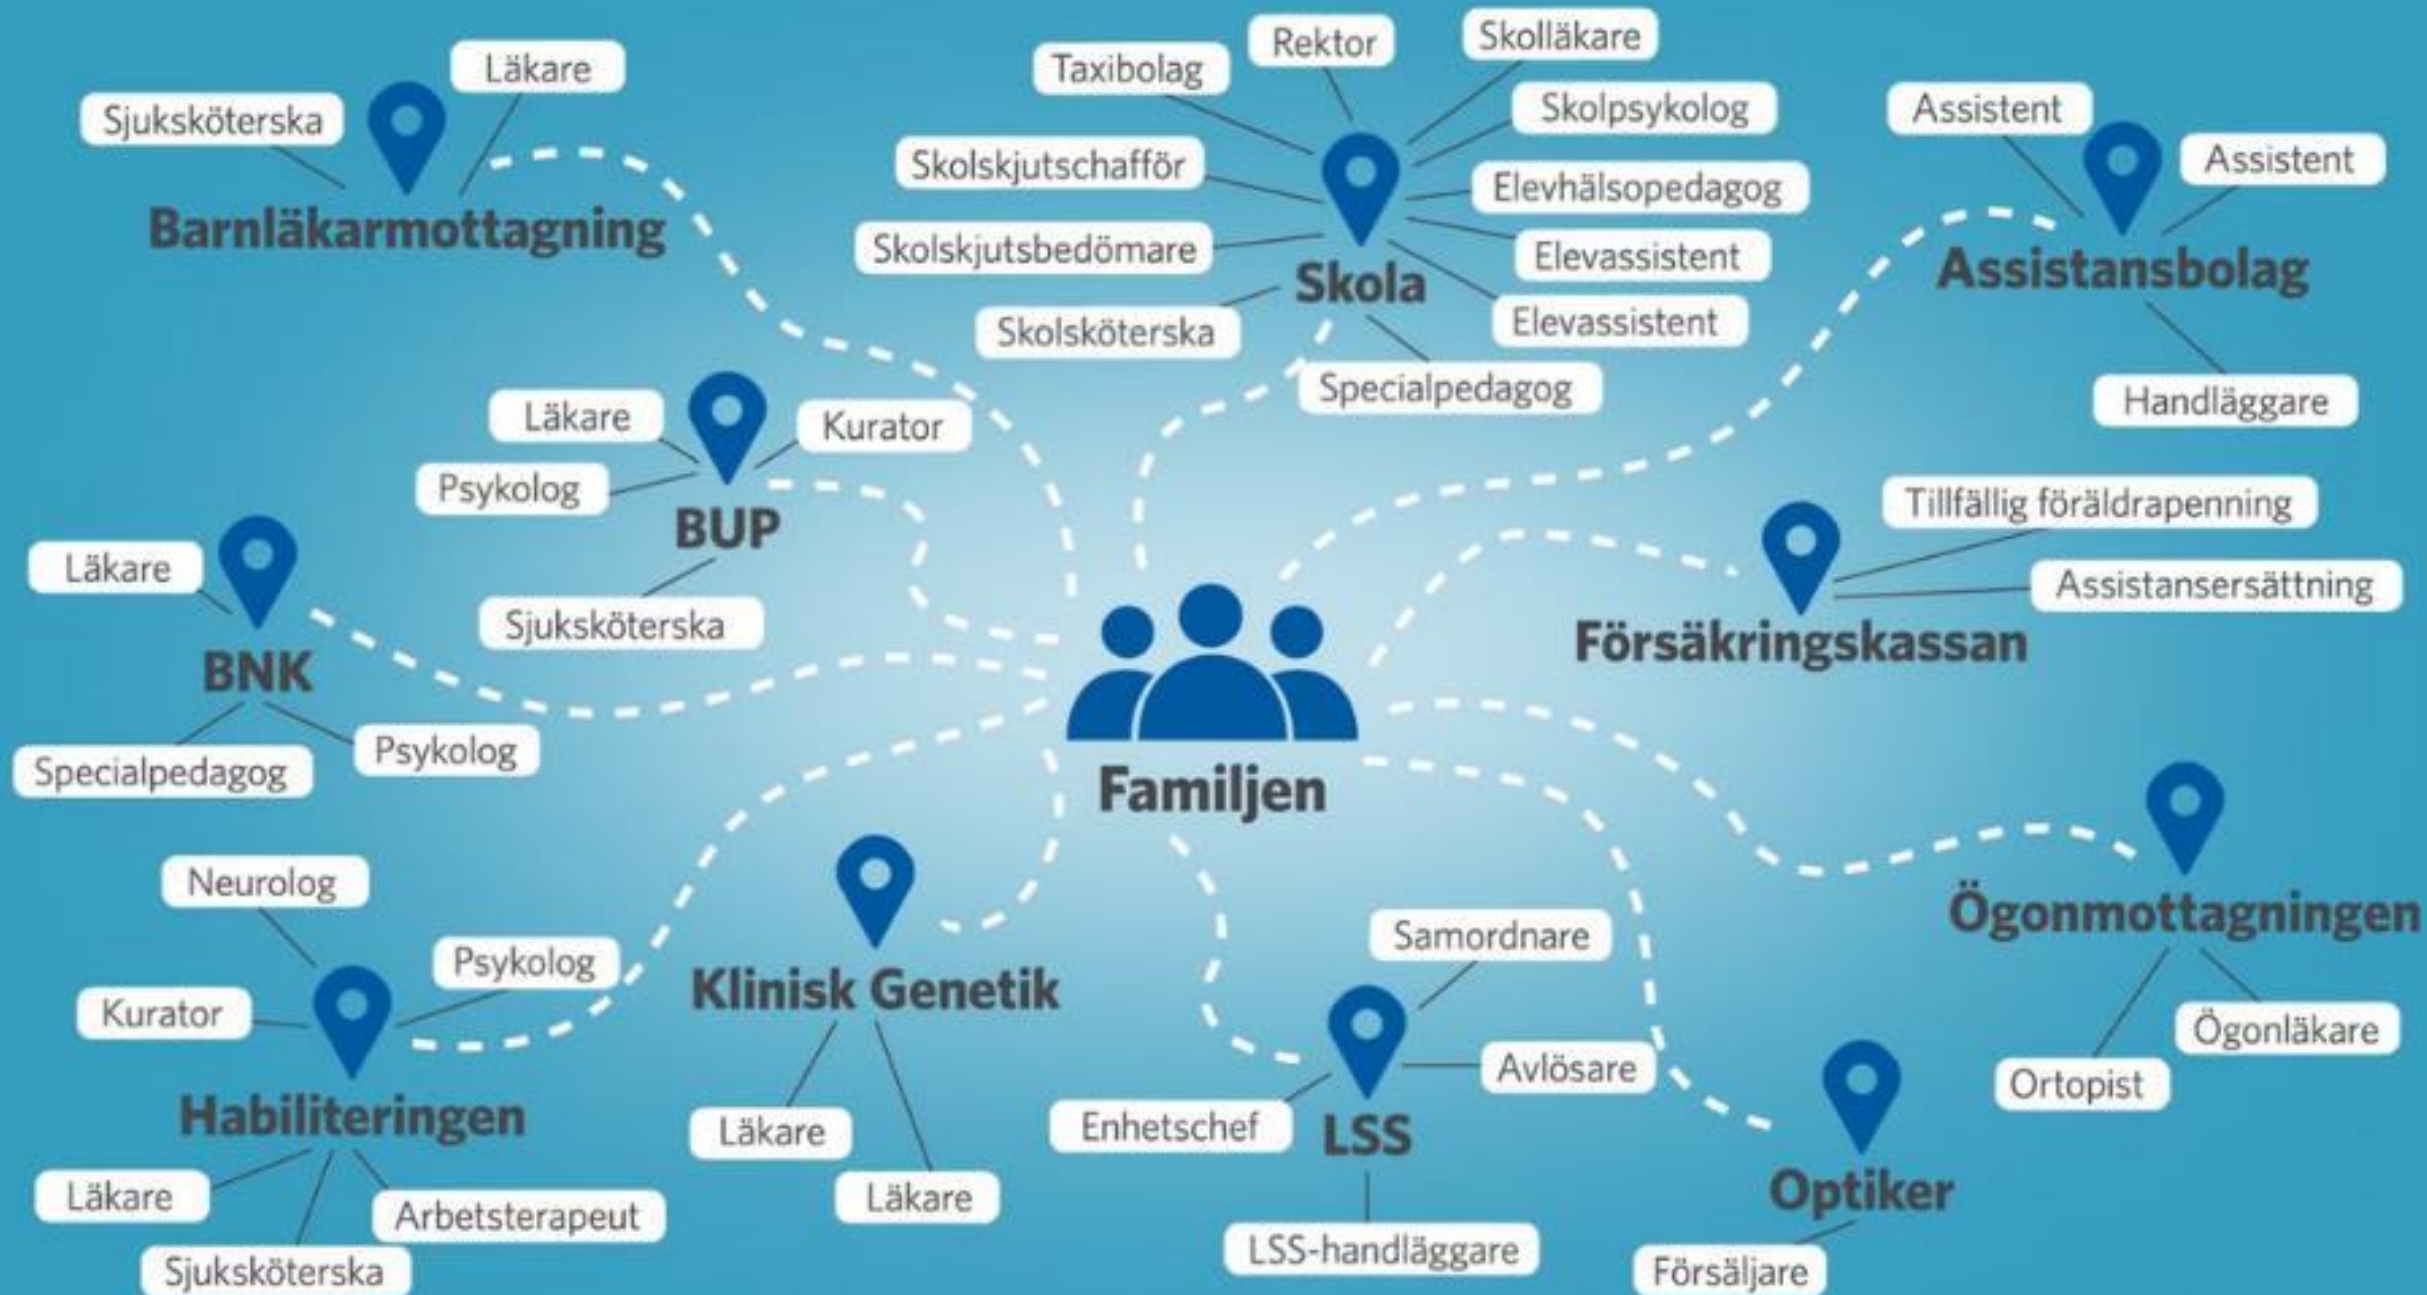 Läkare
Sjuksköterska
Barnläkarmottagning
Rektor
Skolläkare
Taxibolag
Skolpsykolog
Skolskjutschafför
Elevhälsopedagog
Skolskjutsbedömare
Elevassistent
Skola
Elevassistent
Skolsköterska
Specialpedagog
Assistent
Assistent
Assistansbolag
Handläggare
Läkare
Kurator
Psykolog
BUP
Sjuksköterska
Tillfällig föräldrapenning
Assistansersättning
Försäkringskassan
Läkare
BNK
Psykolog
Specialpedagog
Familjen
Neurolog
Psykolog
Kurator
Habiliteringen
Läkare
Arbetsterapeut
Sjuksköterska
Klinisk Genetik
Läkare
Läkare
Samordnare
Avlösare
Enhetschef
LSS
LSS-handläggare
Ögonmottagningen
Ögonläkare
Ortopist
Optiker
Försäljare